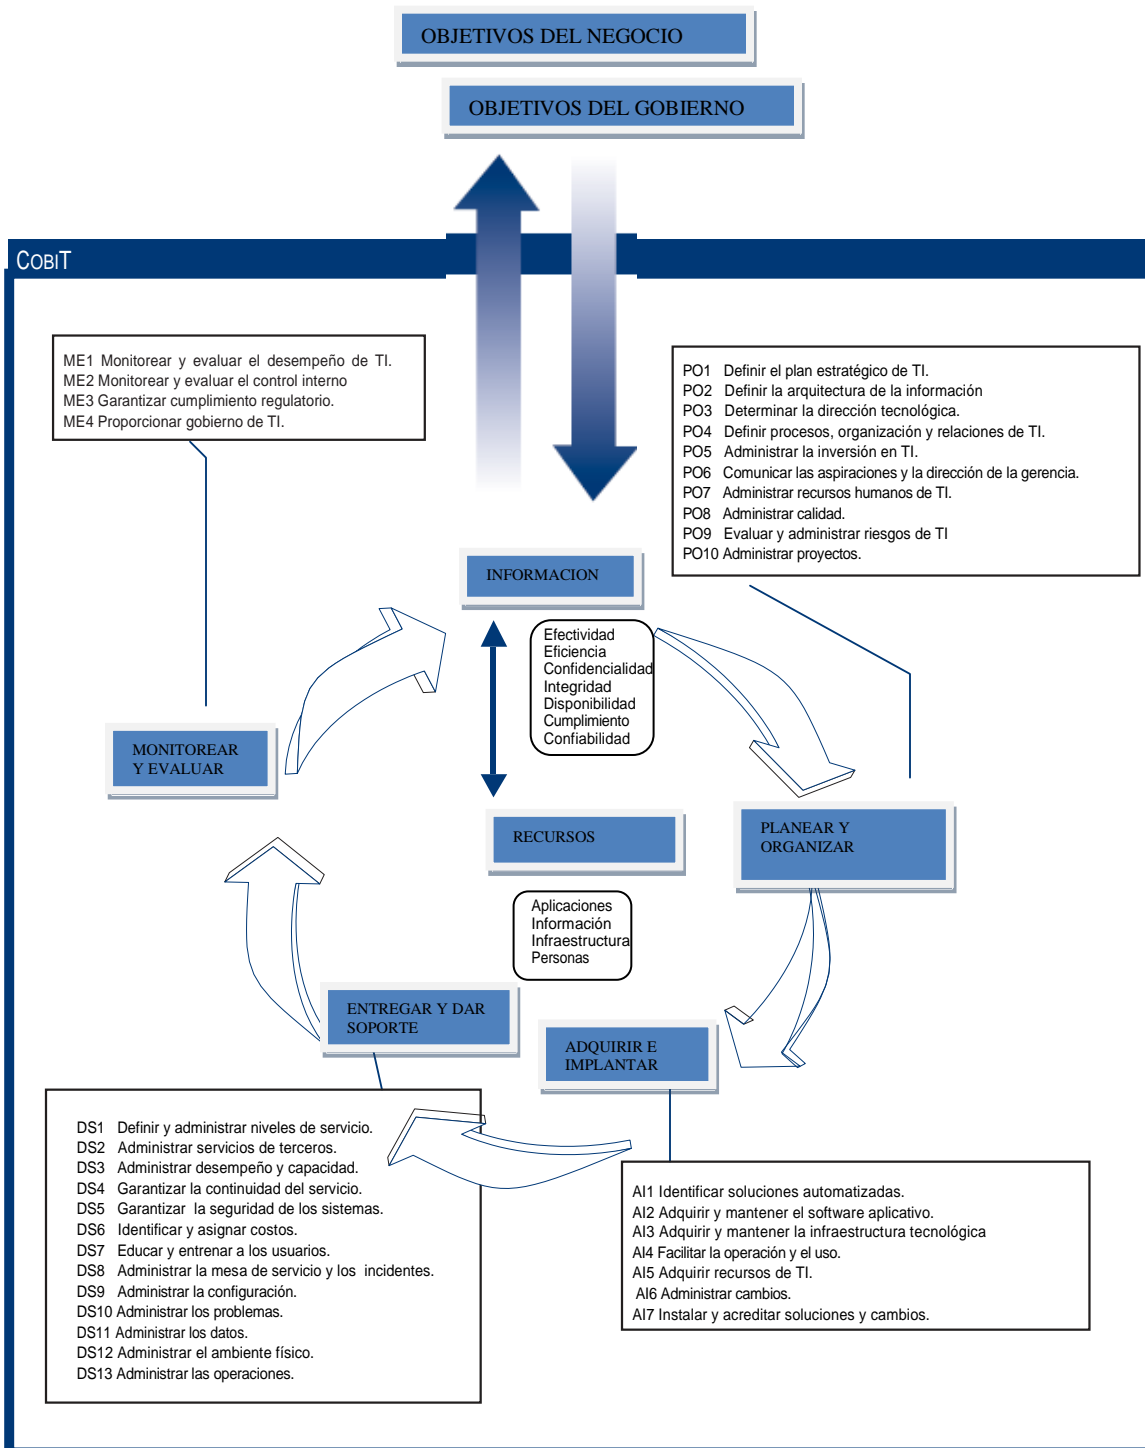 OBJETIVOS DEL NEGOCIO
OBJETIVOS DEL GOBIERNO
COBIT
ME1 Monitorear y evaluar el desempeño de TI.
ME2 Monitorear y evaluar el control interno
ME3 Garantizar cumplimiento regulatorio.
ME4 Proporcionar gobierno de TI.
PO1 Definir el plan estratégico de TI.
PO2 Definir la arquitectura de la información
PO3 Determinar la dirección tecnológica.
PO4 Definir procesos, organización y relaciones de TI.
PO5 Administrar la inversión en TI.
PO6 Comunicar las aspiraciones y la dirección de la gerencia.
PO7 Administrar recursos humanos de TI.
PO8 Administrar calidad.
PO9 Evaluar y administrar riesgos de TI
PO10 Administrar proyectos.
INFORMACION
Efectividad
Eficiencia
Confidencialidad
Integridad
Disponibilidad
Cumplimiento
Confiabilidad
MONITOREAR
Y EVALUAR
RECURSOS
PLANEAR Y
ORGANIZAR
Aplicaciones
Información
Infraestructura
Personas
ENTREGAR Y DAR
SOPORTE
ADQUIRIR E
IMPLANTAR
DS1 Definir y administrar niveles de servicio.
DS2 Administrar servicios de terceros.
DS3 Administrar desempeño y capacidad.
DS4 Garantizar la continuidad del servicio.
DS5 Garantizar la seguridad de los sistemas.
DS6 Identificar y asignar costos.
DS7 Educar y entrenar a los usuarios.
DS8 Administrar la mesa de servicio y los incidentes.
DS9 Administrar la configuración.
DS10 Administrar los problemas.
DS11 Administrar los datos.
DS12 Administrar el ambiente físico.
DS13 Administrar las operaciones.
AI1 Identificar soluciones automatizadas.
AI2 Adquirir y mantener el software aplicativo.
AI3 Adquirir y mantener la infraestructura tecnológica
AI4 Facilitar la operación y el uso.
AI5 Adquirir recursos de TI.
AI6 Administrar cambios.
AI7 Instalar y acreditar soluciones y cambios.